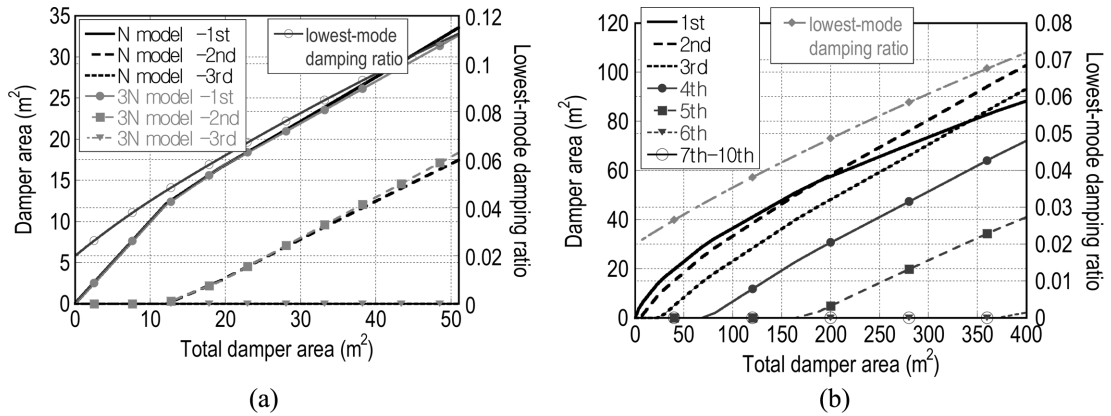 35
30
25
20
15
10
5
0
Damper area (m²)
N model -1st
N model -2nd
N model -3rd
3N model -1st
3N model -2nd
3N model -3rd
lowest-mode
damping ratio
0.12
0.1
0.08
0.06
0.04
0.02
0
Lowest-mode damping ratio
0 10 20 30 40 50
Total damper area (m²)
(a)
120
100
80
60
40
20
0
Damper area (m²)
1st
2nd
3rd
4th
5th
6th
7th-10th
lowest-mode
damping ratio
0.08
0.07
0.06
0.05
0.04
0.03
0.02
0.01
0
Lowest-mode damping ratio
0 50 100 150 200 250 300 350 400
Total damper area (m²)
(b)